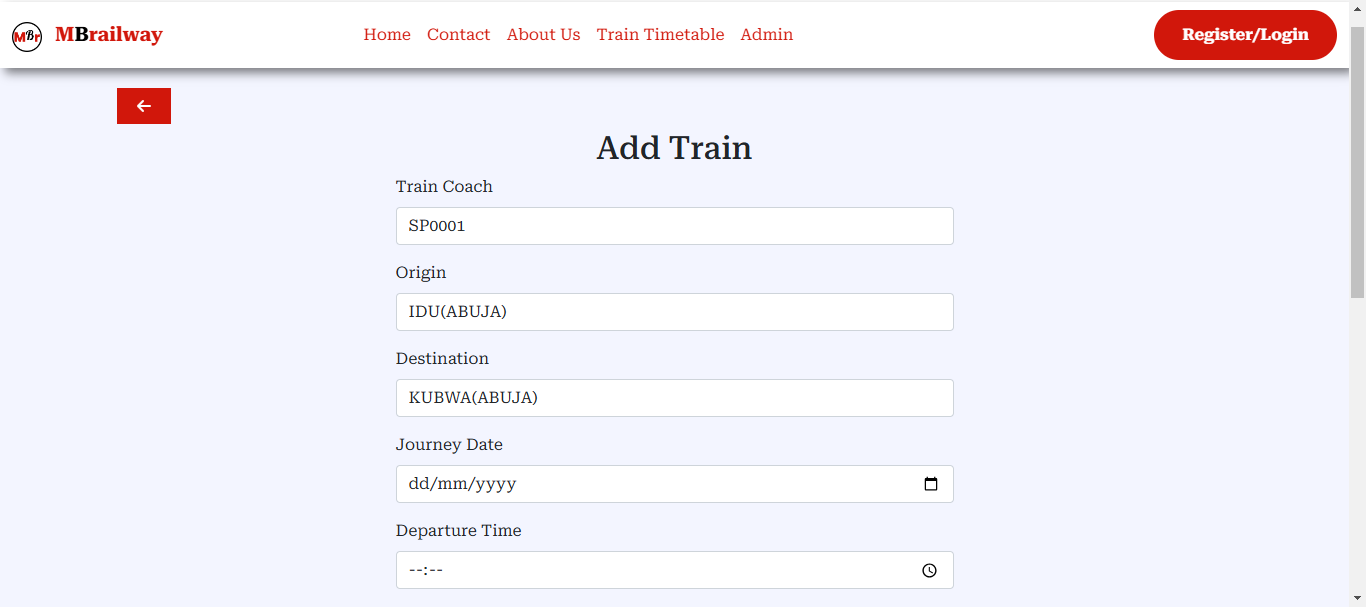 MBr MBrailway Home Contact About Us Train Timetable Admin Register/Login
Add Train
Train Coach
SP0001
Origin
IDU(ABUJA)
Destination
KUBWA(ABUJA)
Journey Date
dd/mm/yyyy
Departure Time
--:--